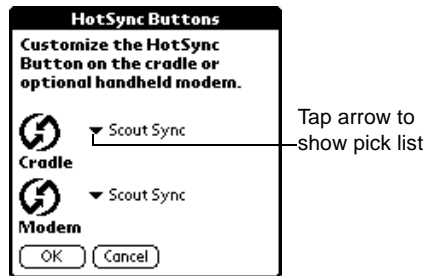 HotSync Buttons
Customize the HotSync
Button on the cradle or
optional handheld modem.
Scout Sync
Cradle
Scout Sync
Modem
OK Cancel
Tap arrow to
show pick list